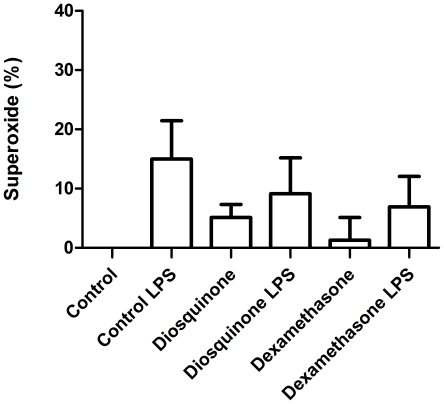 Superoxide (%)
40
30
20
10
0
Control
Control LPS
Diosquinone
Diosquinone LPS
Dexamethasone
Dexamethasone LPS